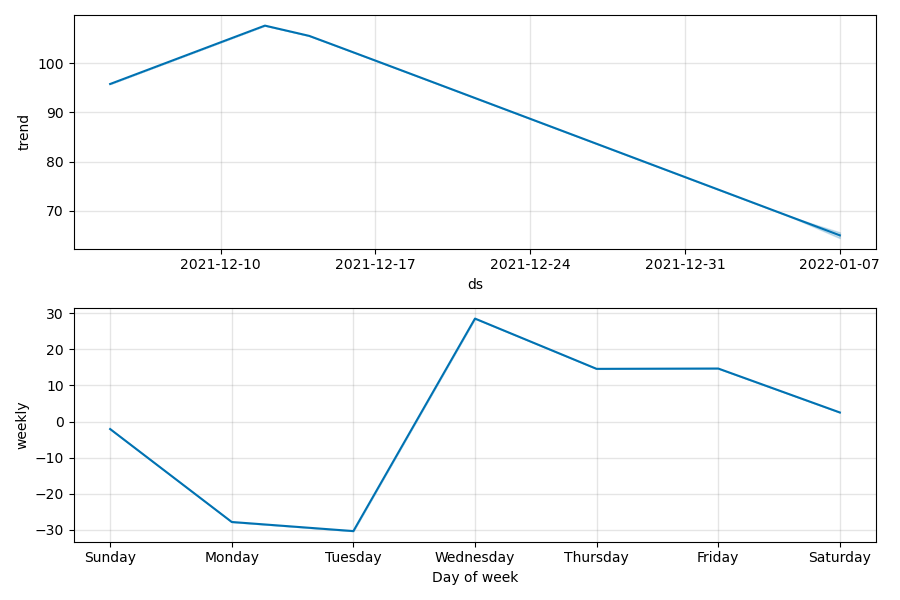 100
90
80
70
trend
2021-12-10 2021-12-17 2021-12-24 2021-12-31 2022-01-07
ds
30
20
10
0
−10
−20
−30
weekly
Sunday Monday Tuesday Wednesday Thursday Friday Saturday
Day of week